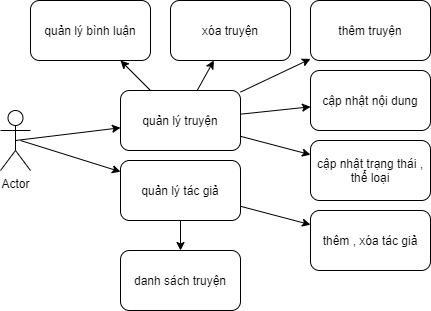 quản lý bình luận
xóa truyện
thêm truyện
cập nhật nội dung
quản lý truyện
cập nhật trạng thái ,
thể loại
Actor
quản lý tác giả
thêm , xóa tác giả
danh sách truyện